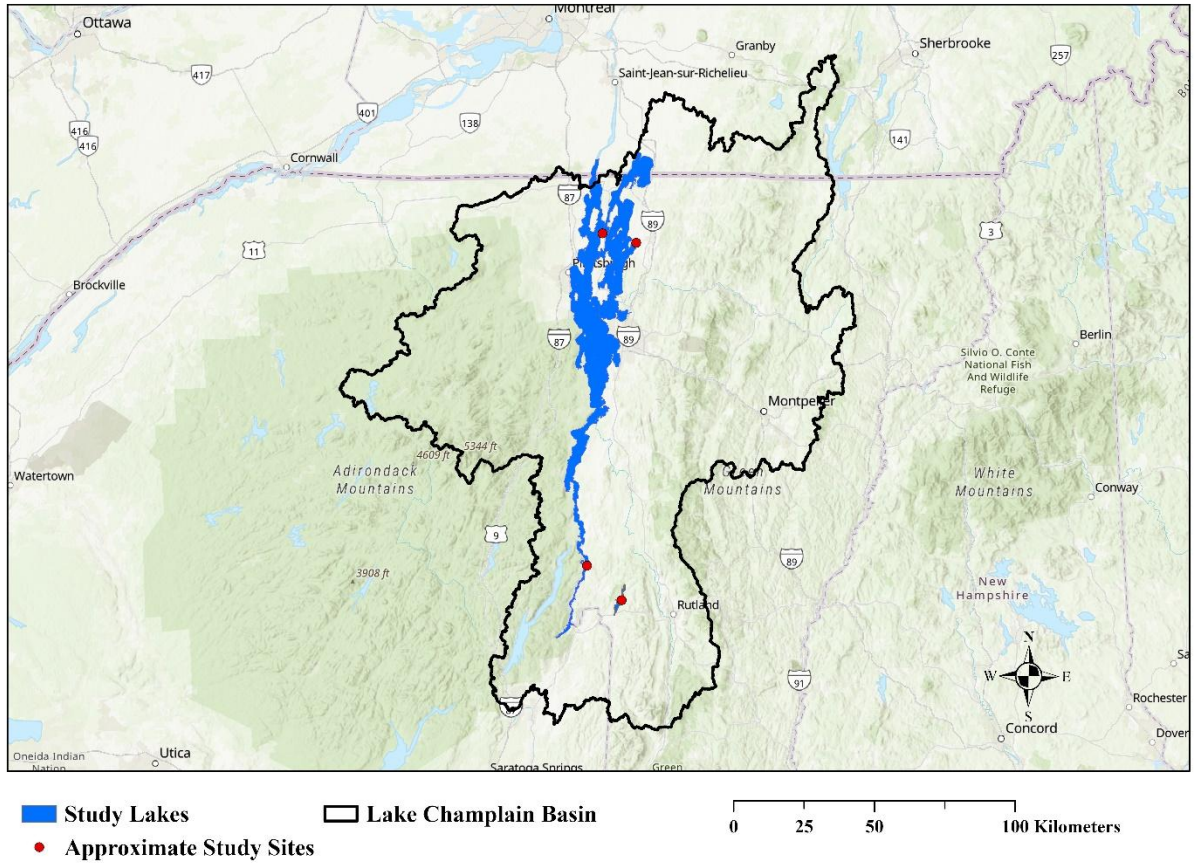 Montreal
Ottawa
Granby
Sherbrooke
257
417
Saint-Jean-sur-Richelieu
401
138
416
416
141
Cornwall
87
89
3
11
Plattsburgh
Brockville
87
89
Berlin
Silvio O. Conte
National Fish
And Wildlife
Refuge
Montpelier
5344 ft
4609 ft
Adirondack
Mountains
Green
Mountains
White
Mountains
Watertown
Conway
9
89
3908 ft
New
Hampshire
Rutland
N
W
E
S
Sa
91
Rochester
87
Concord
Dover
Utica
Oneida Indian
Nation
Saratoga Springs
Green
Study Lakes
Lake Champlain Basin
Approximate Study Sites
0 25 50 100 Kilometers